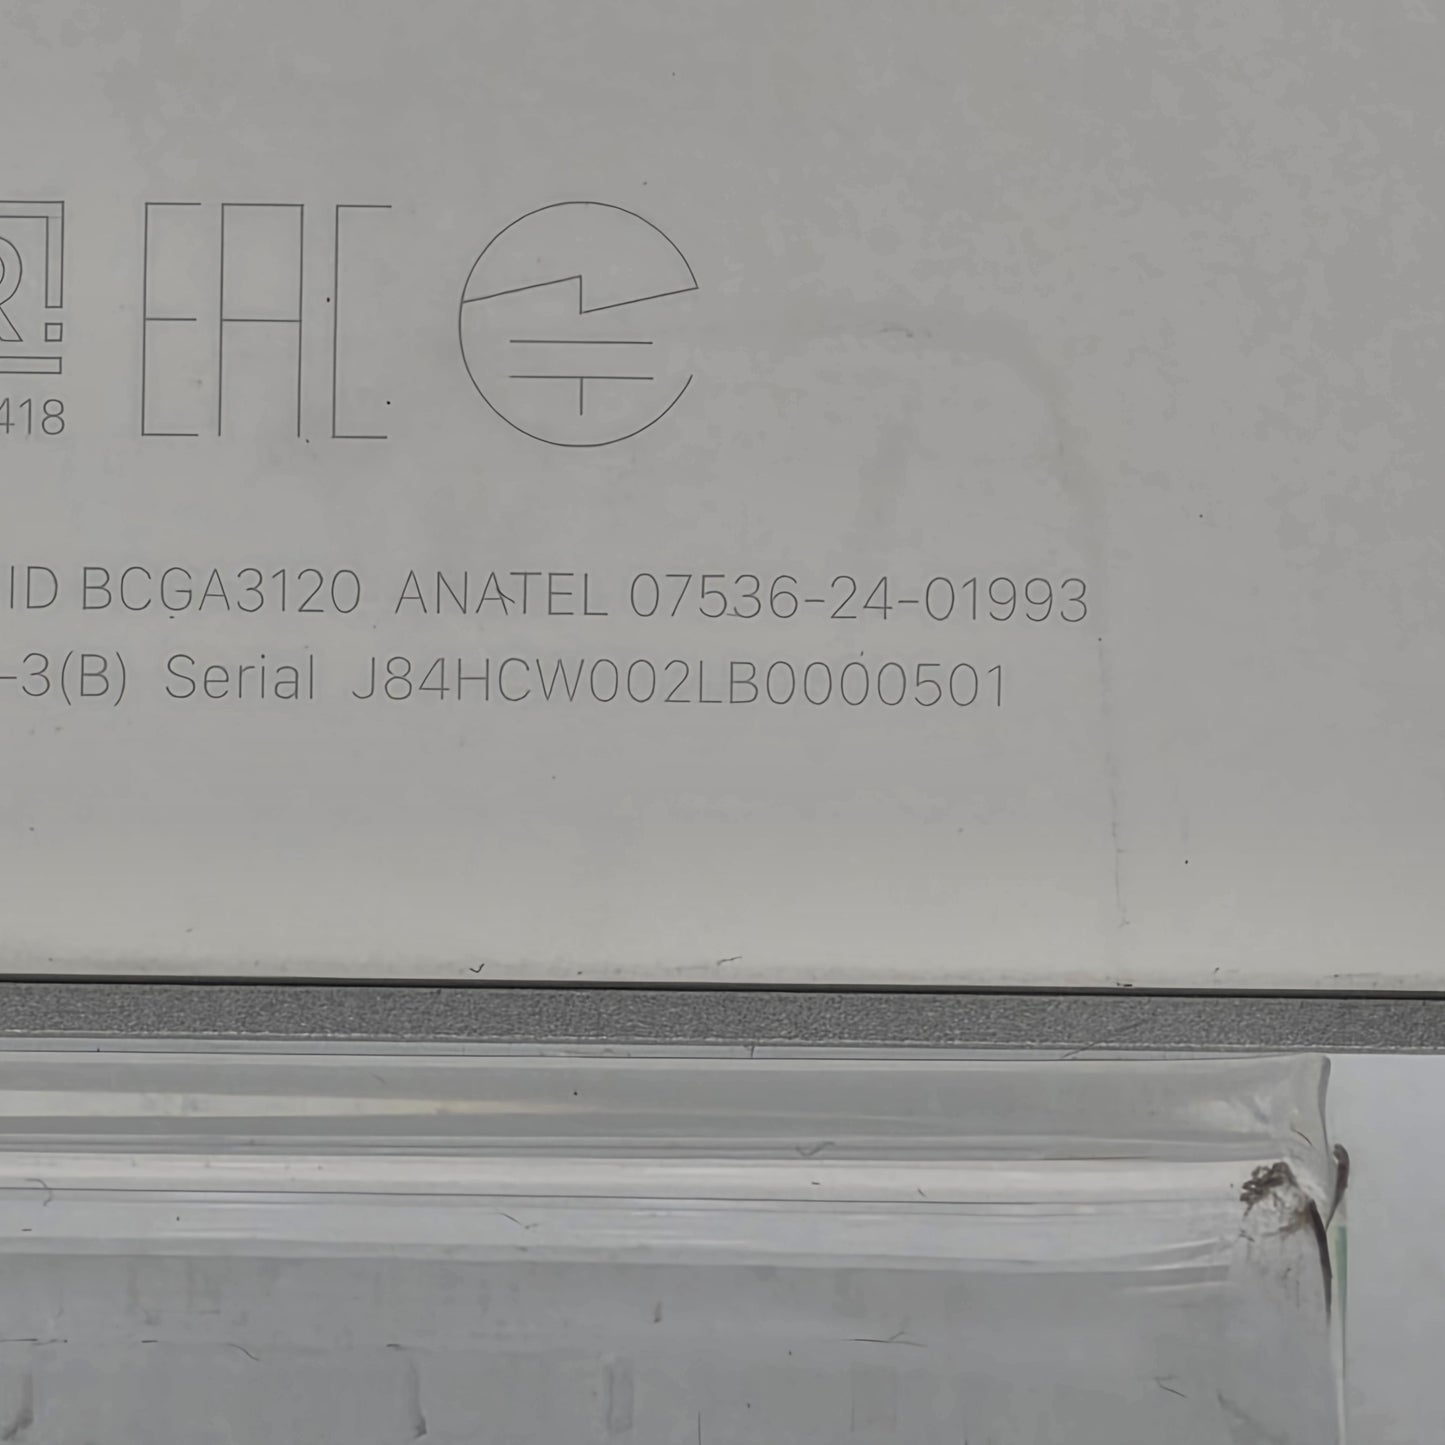 R!
418
EAC
ID BCGA3120 ANATEL 07536-24-01993
-3(B) Serial J84HCW002LB0000501